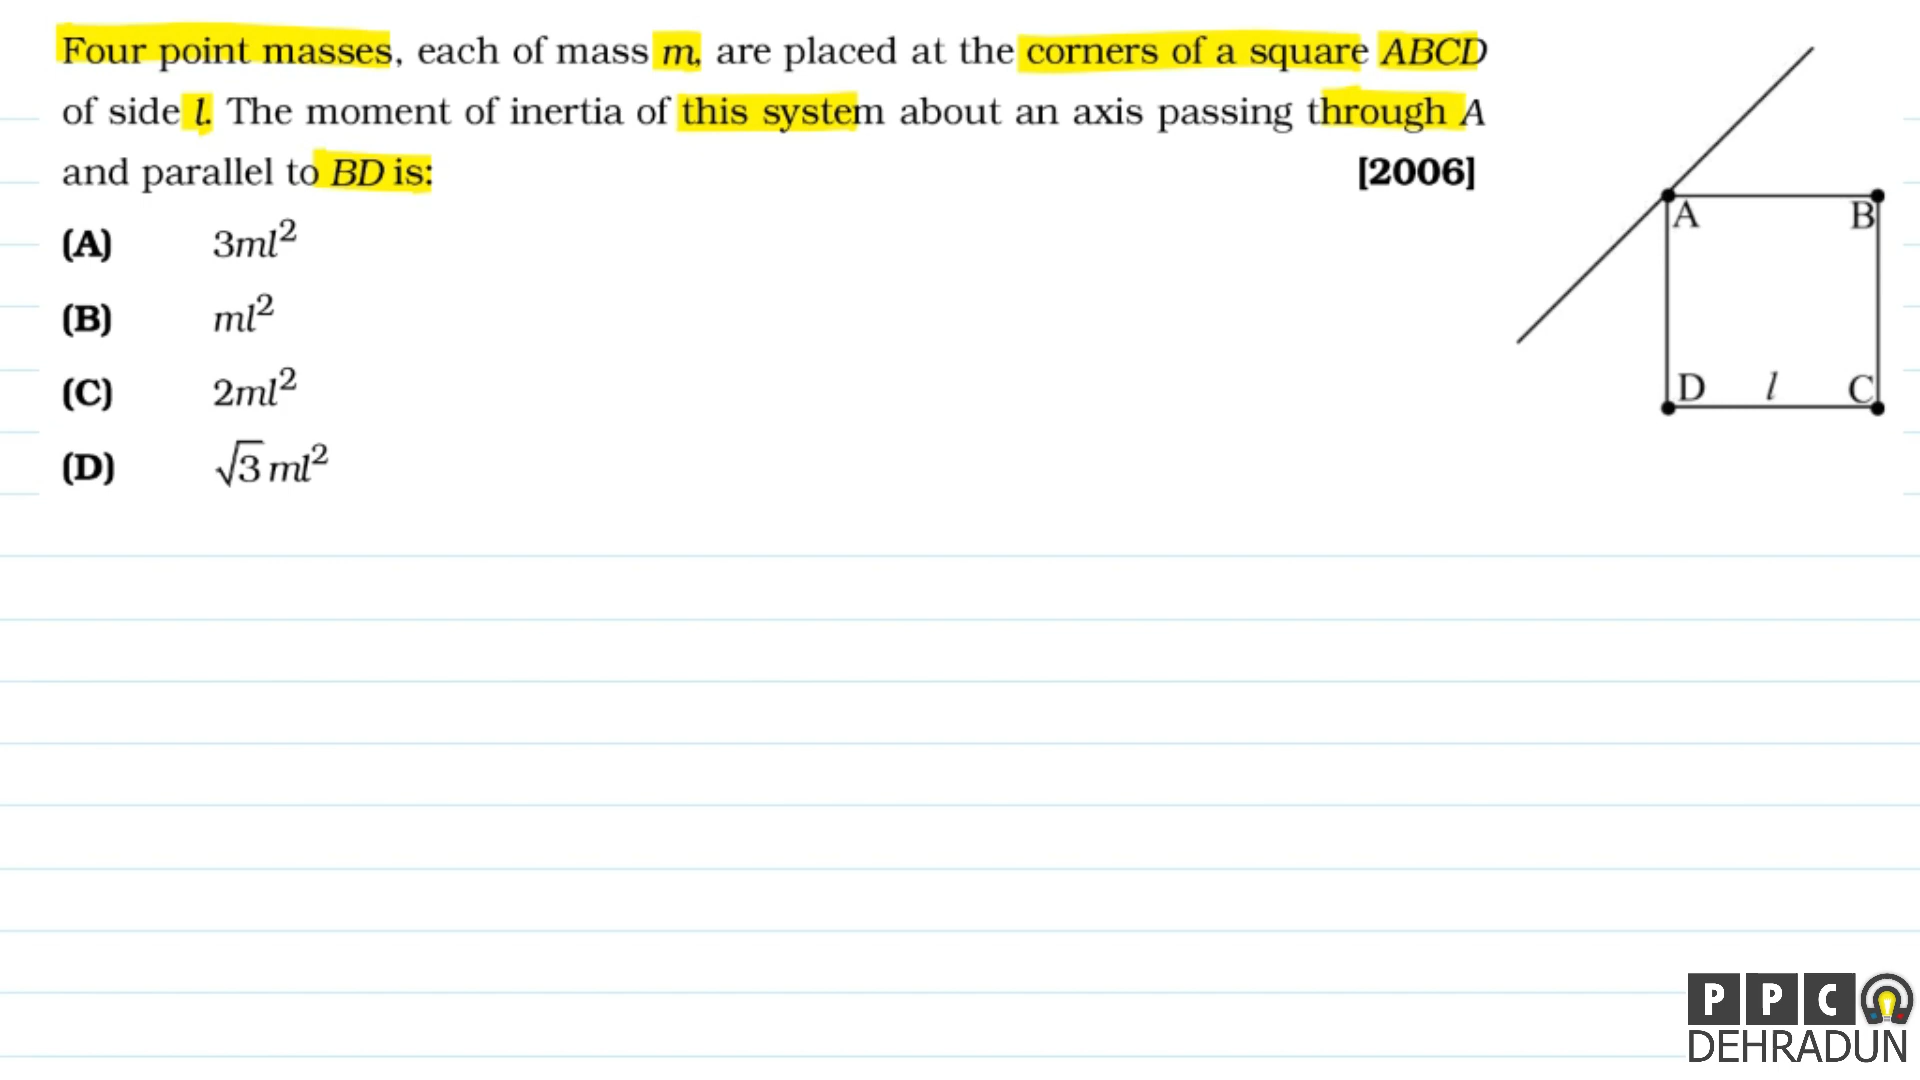 Four point masses, each of mass m, are placed at the corners of a square ABCD
of side l. The moment of inertia of this system about an axis passing through A
and parallel to BD is: [2006]
(A) 3ml²
(B) ml²
(C) 2ml²
(D) √3 ml²
A B
D l C
PPC
DEHRADUN